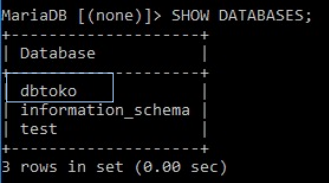 MariaDB [(none)]> SHOW DATABASES;
+--------------------+
| Database           |
+--------------------+
| dbtoko             |
| information_schema |
| test               |
+--------------------+
3 rows in set (0.00 sec)